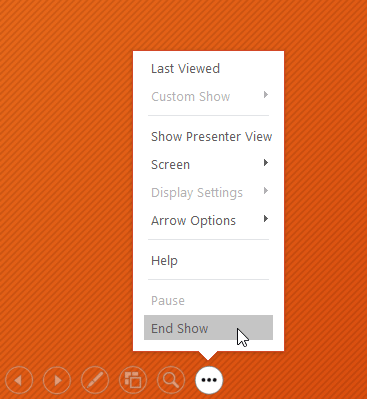 Last Viewed
Custom Show
Show Presenter View
Screen
Display Settings
Arrow Options
Help
Pause
End Show